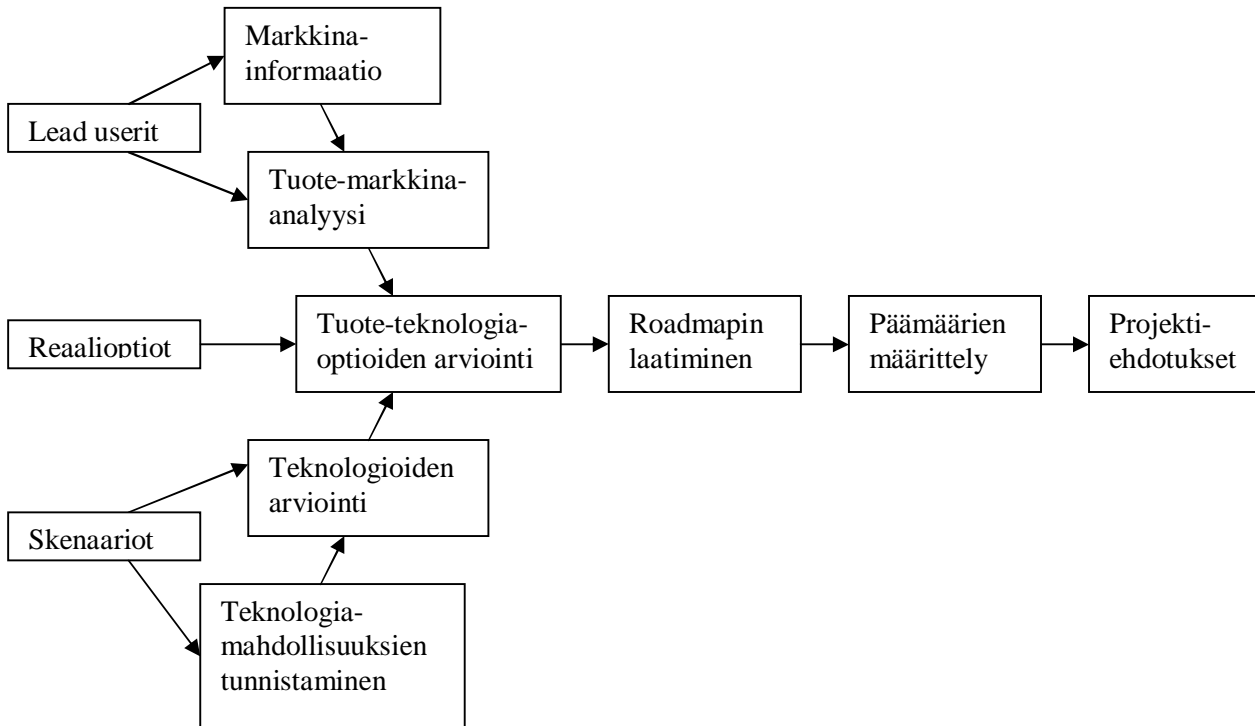 Markkina-
informaatio
Lead userit
Tuote-markkina-
analyysi
Reaalioptiot
Tuote-teknologia-
optioiden arviointi
Roadmapin
laatiminen
Päämäärien
määrittely
Projekti-
ehdotukset
Teknologioiden
arviointi
Skenaariot
Teknologia-
mahdollisuuksien
tunnistaminen